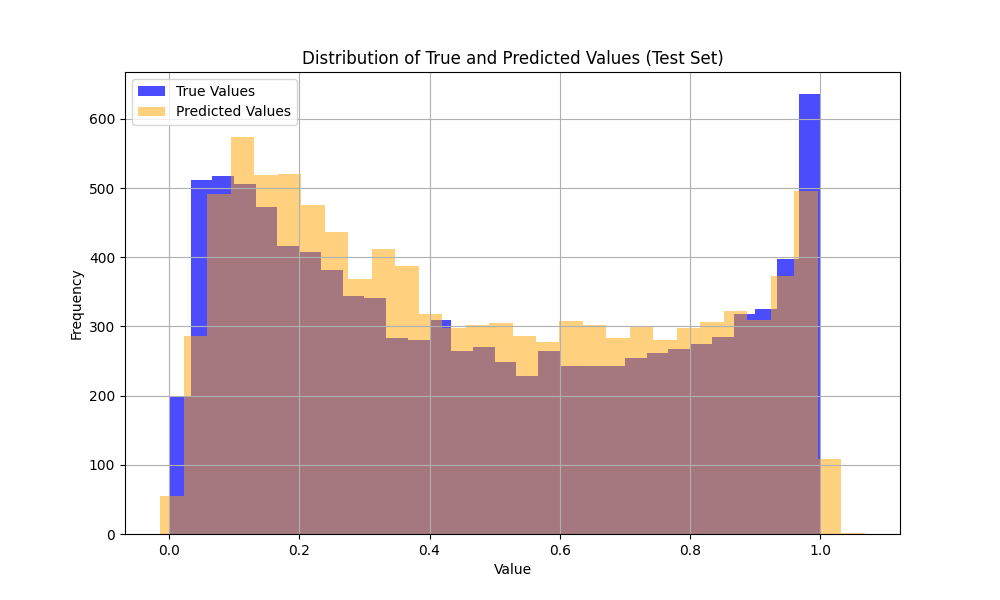 Distribution of True and Predicted Values (Test Set)
True Values
Predicted Values
600
500
400
300
200
100
0
Frequency
0.0 0.2 0.4 0.6 0.8 1.0
Value